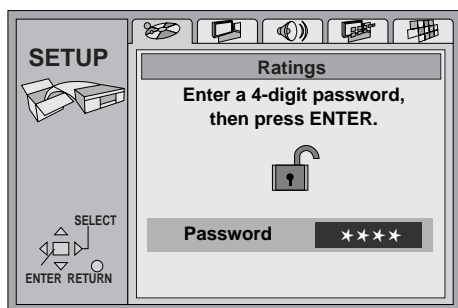 SETUP
Ratings
Enter a 4-digit password,
then press ENTER.
Password ★★★★
SELECT
ENTER RETURN